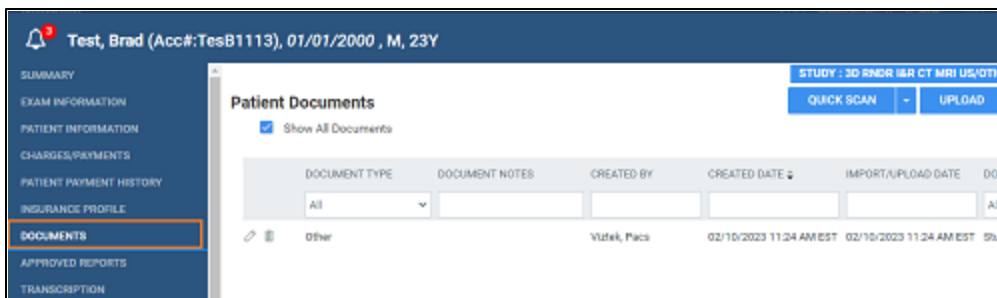 3 Test, Brad (Acc#:TesB1113), 01/01/2000 , M, 23Y
SUMMARY
EXAM INFORMATION
PATIENT INFORMATION
CHARGES/PAYMENTS
PATIENT PAYMENT HISTORY
INSURANCE PROFILE
DOCUMENTS
APPROVED REPORTS
TRANSCRIPTION
STUDY : 3D RNDR I&R CT MRI US/OTH
Patient Documents
QUICK SCAN UPLOAD
Show All Documents
DOCUMENT TYPE DOCUMENT NOTES CREATED BY CREATED DATE IMPORT/UPLOAD DATE DO
All
Other Viztek, Pacs 02/10/2023 11:24 AM EST 02/10/2023 11:24 AM EST